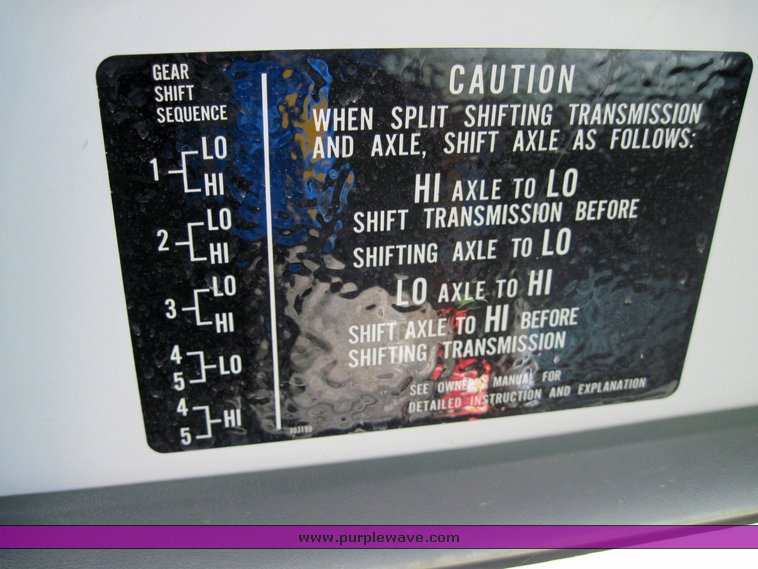 GEAR
SHIFT
SEQUENCE
1 LO
HI
2 LO
HI
3 LO
HI
4
5 LO
4
5 HI
CAUTION
WHEN SPLIT SHIFTING TRANSMISSION
AND AXLE, SHIFT AXLE AS FOLLOWS:
HI AXLE TO LO
SHIFT TRANSMISSION BEFORE
SHIFTING AXLE TO LO
LO AXLE TO HI
SHIFT AXLE TO HI BEFORE
SHIFTING TRANSMISSION
SEE OWNER'S MANUAL FOR
DETAILED INSTRUCTION AND EXPLANATION
www.purplewave.com